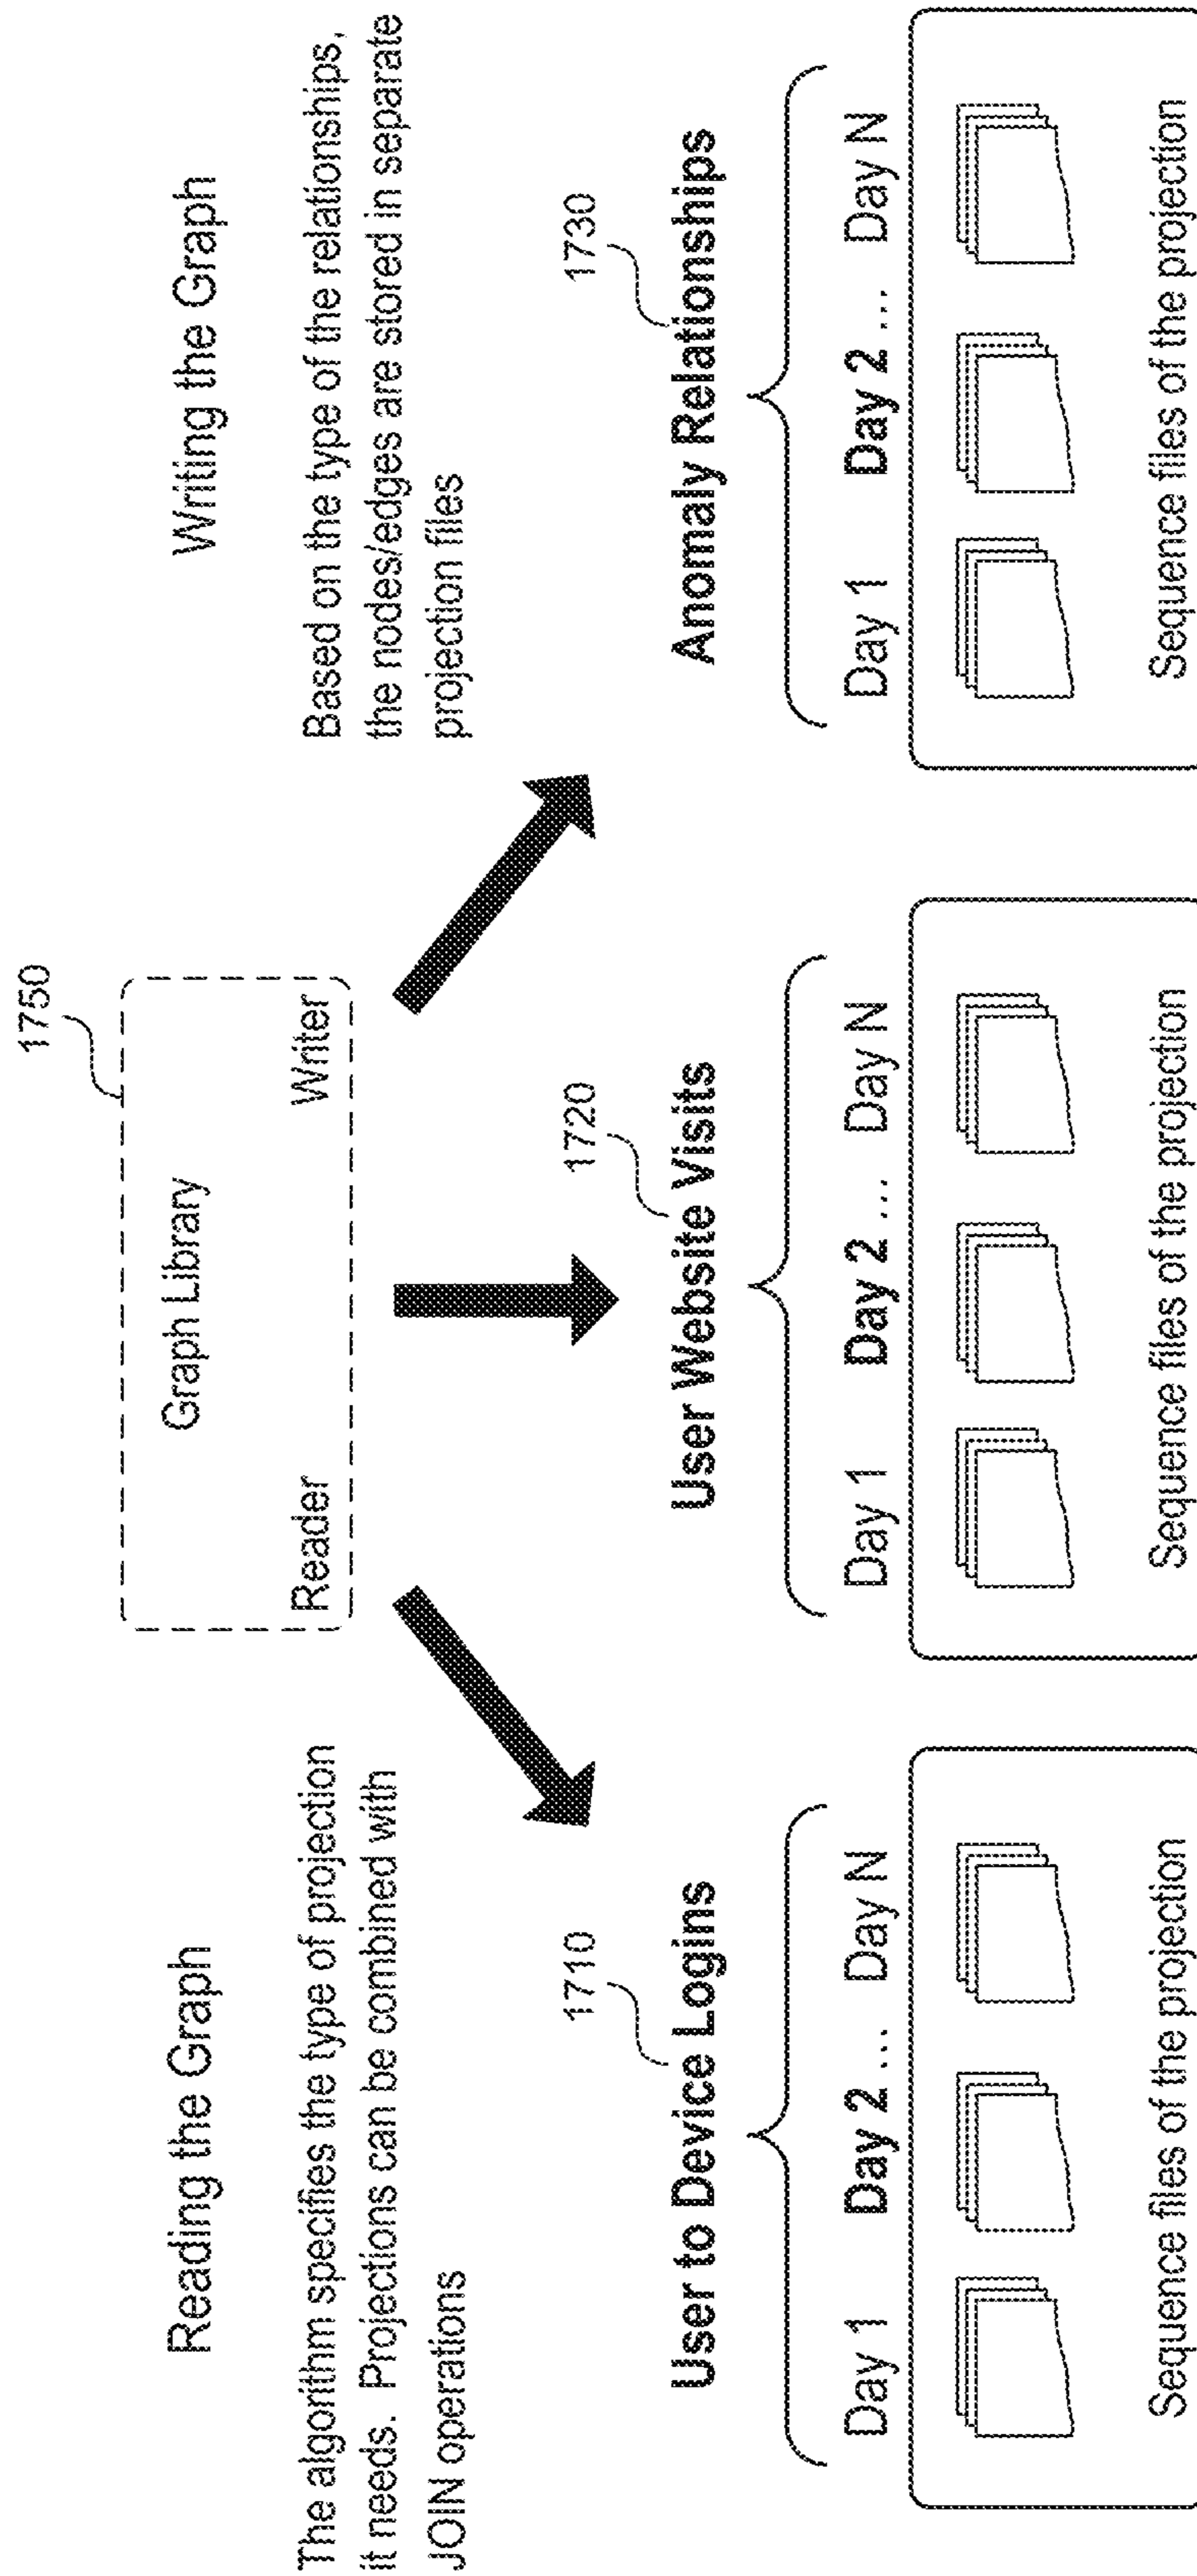 1750
Graph Library
Reader Writer
Reading the Graph
The algorithm specifies the type of projection
it needs. Projections can be combined with
JOIN operations
Writing the Graph
Based on the type of the relationships,
the nodes/edges are stored in separate
projection files
1710
User to Device Logins
Day 1 Day 2 ... Day N
Sequence files of the projection
1720
User Website Visits
Day 1 Day 2 ... Day N
Sequence files of the projection
1730
Anomaly Relationships
Day 1 Day 2 ... Day N
Sequence files of the projection